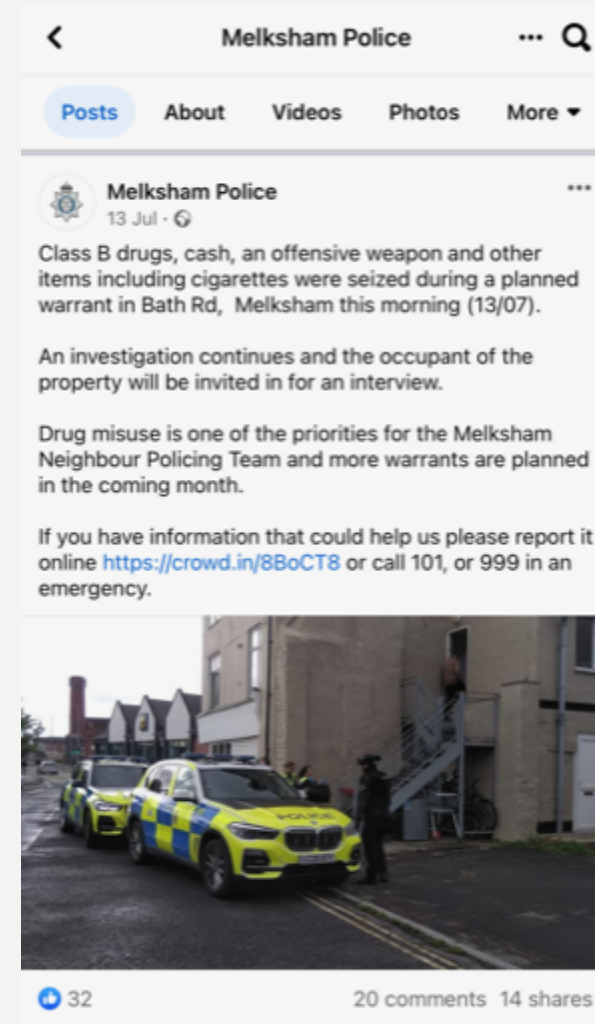 Melksham Police
Posts About Videos Photos More
Melksham Police
13 Jul ·
Class B drugs, cash, an offensive weapon and other
items including cigarettes were seized during a planned
warrant in Bath Rd, Melksham this morning (13/07).
An investigation continues and the occupant of the
property will be invited in for an interview.
Drug misuse is one of the priorities for the Melksham
Neighbour Policing Team and more warrants are planned
in the coming month.
If you have information that could help us please report it
online https://crowd.in/8BoCT8 or call 101, or 999 in an
emergency.
POLICE
32 20 comments 14 shares